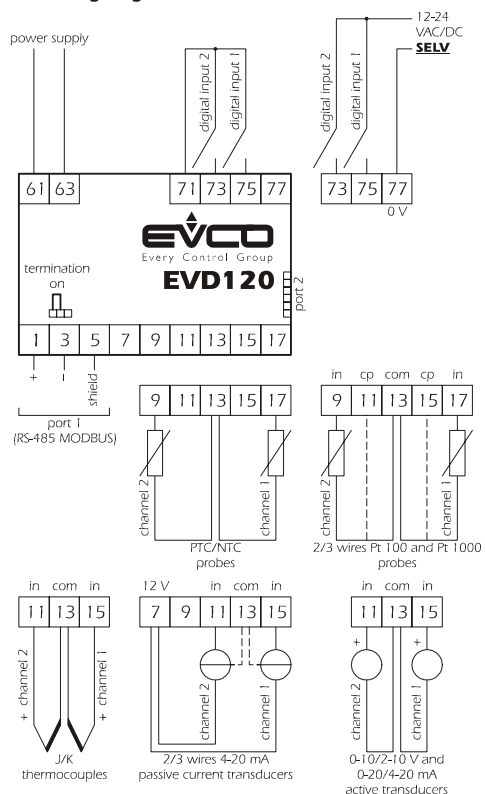 12-24
VAC/DC
SELV
power supply
digital input 2
digital input 1
digital input 2
digital input 1
61 63 71 73 75 77 73 75 77
0 V
EVCO
Every Control Group
EVD120
termination
on
port 2
1 3 5 7 9 11 13 15 17
+ – shield
port 1
(RS-485 MODBUS)
9 11 13 15 17
channel 2
channel 1
PTC/NTC
probes
in cp com cp in
9 11 13 15 17
channel 2
channel 1
2/3 wires Pt 100 and Pt 1000
probes
in com in
11 13 15
+ channel 2
+ channel 1
J/K
thermocouples
12 V in com in
7 9 11 13 15
channel 2
channel 1
2/3 wires 4-20 mA
passive current transducers
in com in
11 13 15
+ +
channel 2
channel 1
0-10/2-10 V and
0-20/4-20 mA
active transducers